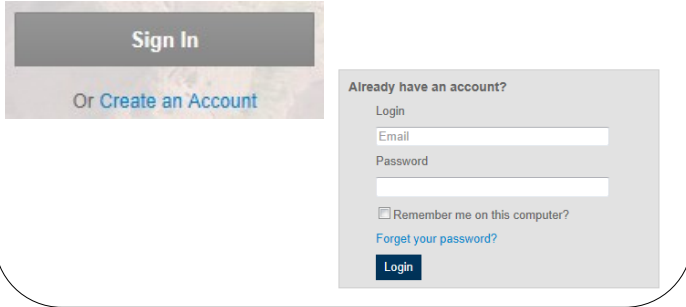 Sign In
Or Create an Account
Already have an account?
Login
Email
Password
Remember me on this computer?
Forget your password?
Login